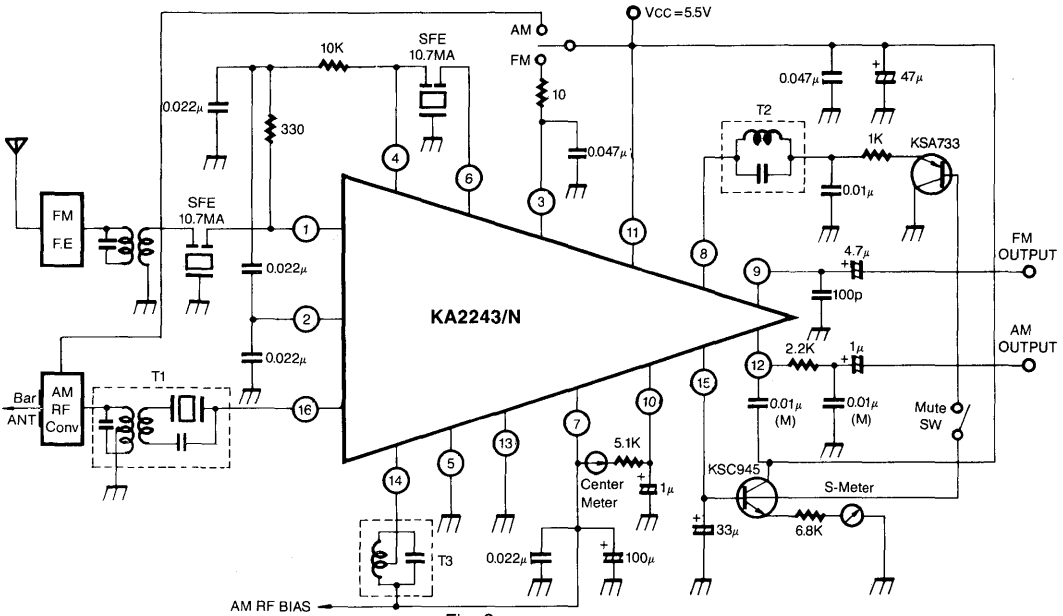 VCC = 5.5V
AM
FM
10
10K
SFE
10.7MA
0.022μ
330
4
6
3
11
0.047μ
0.047μ
+
47μ
T2
1K
KSA733
0.01μ
8
FM
F.E
SFE
10.7MA
1
0.022μ
2
0.022μ
KA2243/N
9
4.7μ
+
100p
FM
OUTPUT
AM
OUTPUT
12
2.2K
1μ
+
0.01μ
(M)
0.01μ
(M)
Mute
SW
Bar
ANT
AM
RF
Conv
T1
16
14
5
13
7
10
15
Center
Meter
5.1K
+
1μ
KSC945
S-Meter
6.8K
+
33μ
T3
0.022μ
+
100μ
AM RF BIAS